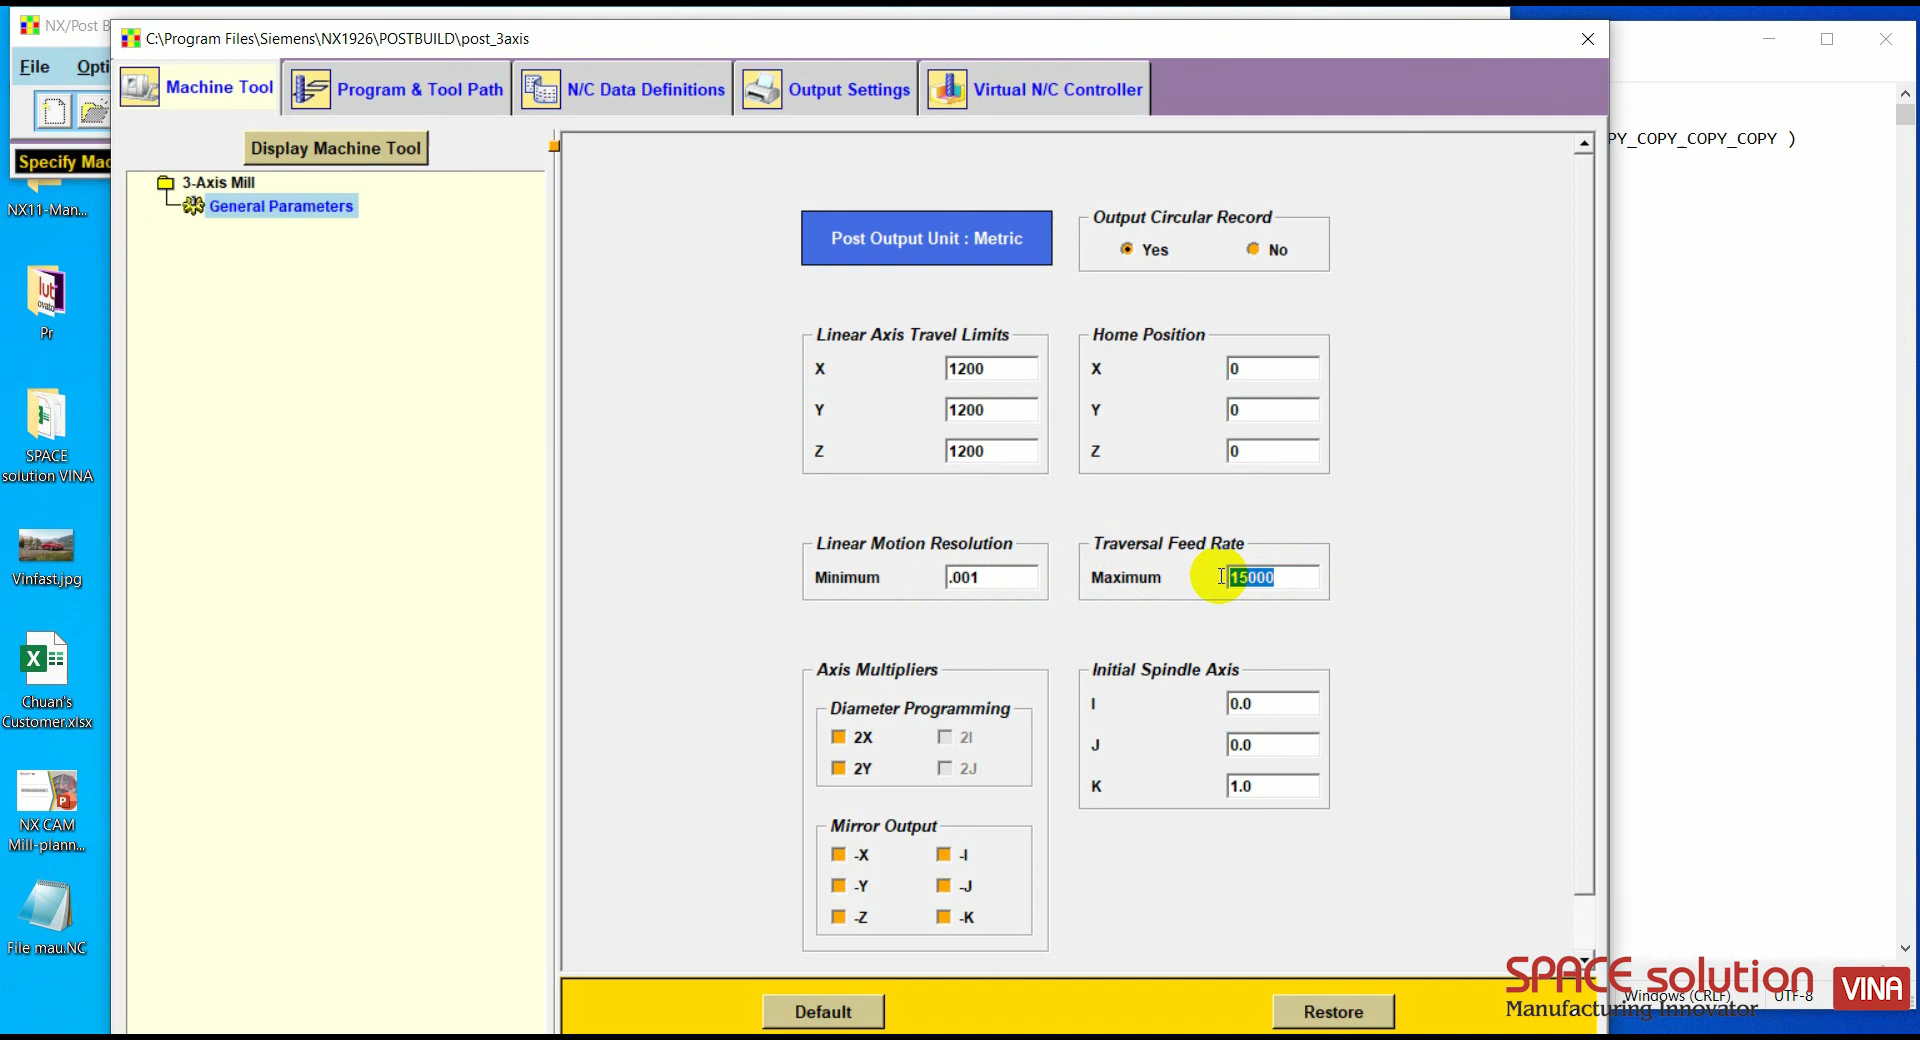 NX/Post B
C:\Program Files\Siemens\NX1926\POSTBUILD\post_3axis
File Opti
Machine Tool
Program & Tool Path
N/C Data Definitions
Output Settings
Virtual N/C Controller
Specify Mac
Display Machine Tool
3-Axis Mill
General Parameters
PY_COPY_COPY_COPY )
NX11-Man...
Pr
SPACE
solution VINA
Vinfast.jpg
Chuan's
Customer.xlsx
NX CAM
Mill-plann...
File mau.NC
Post Output Unit : Metric
Output Circular Record
Yes No
Linear Axis Travel Limits
X 1200
Y 1200
Z 1200
Home Position
X 0
Y 0
Z 0
Linear Motion Resolution
Minimum .001
Traversal Feed Rate
Maximum 15000
Axis Multipliers
Diameter Programming
2X 2I
2Y 2J
Mirror Output
-X -I
-Y -J
-Z -K
Initial Spindle Axis
I 0.0
J 0.0
K 1.0
Default
Restore
Windows (CRLF) UTF-8
SPACE solution VINA
Manufacturing Innovator